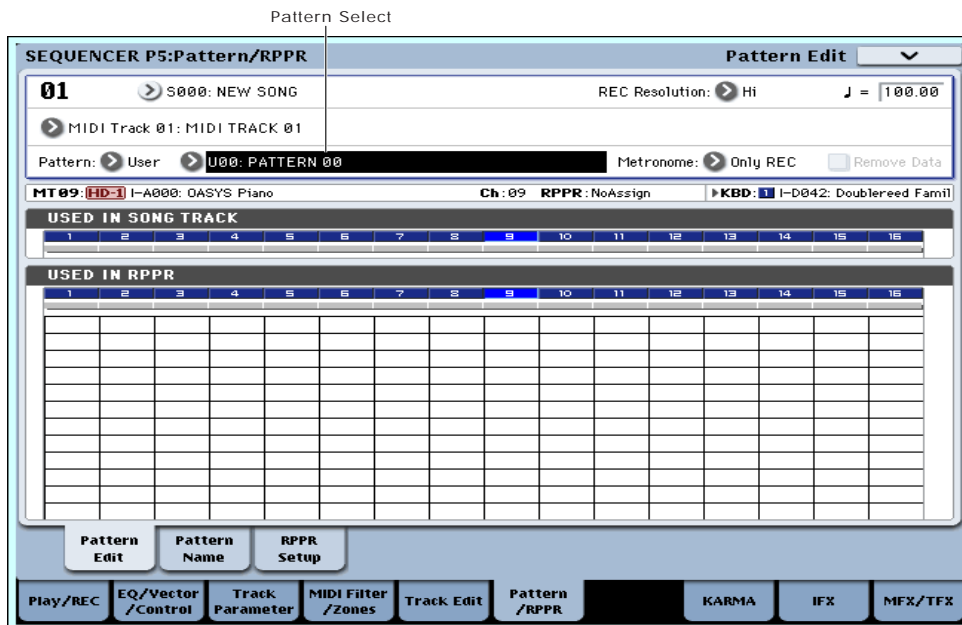 Pattern Select
SEQUENCER P5:Pattern/RPPR Pattern Edit
01 S000: NEW SONG REC Resolution: Hi ♩ = 100.00
MIDI Track 01: MIDI TRACK 01
Pattern: User U00: PATTERN 00 Metronome: Only REC Remove Data
MT09: HD-1 I-A000: OASYS Piano Ch:09 RPPR:NoAssign ▶KBD: 1 I-D042: Doublereed Famil
USED IN SONG TRACK
1 2 3 4 5 6 7 8 9 10 11 12 13 14 15 16
USED IN RPPR
1 2 3 4 5 6 7 8 9 10 11 12 13 14 15 16
Pattern Edit Pattern Name RPPR Setup
Play/REC EQ/Vector /Control Track Parameter MIDI Filter /Zones Track Edit Pattern /RPPR KARMA IFX MFX/TFX